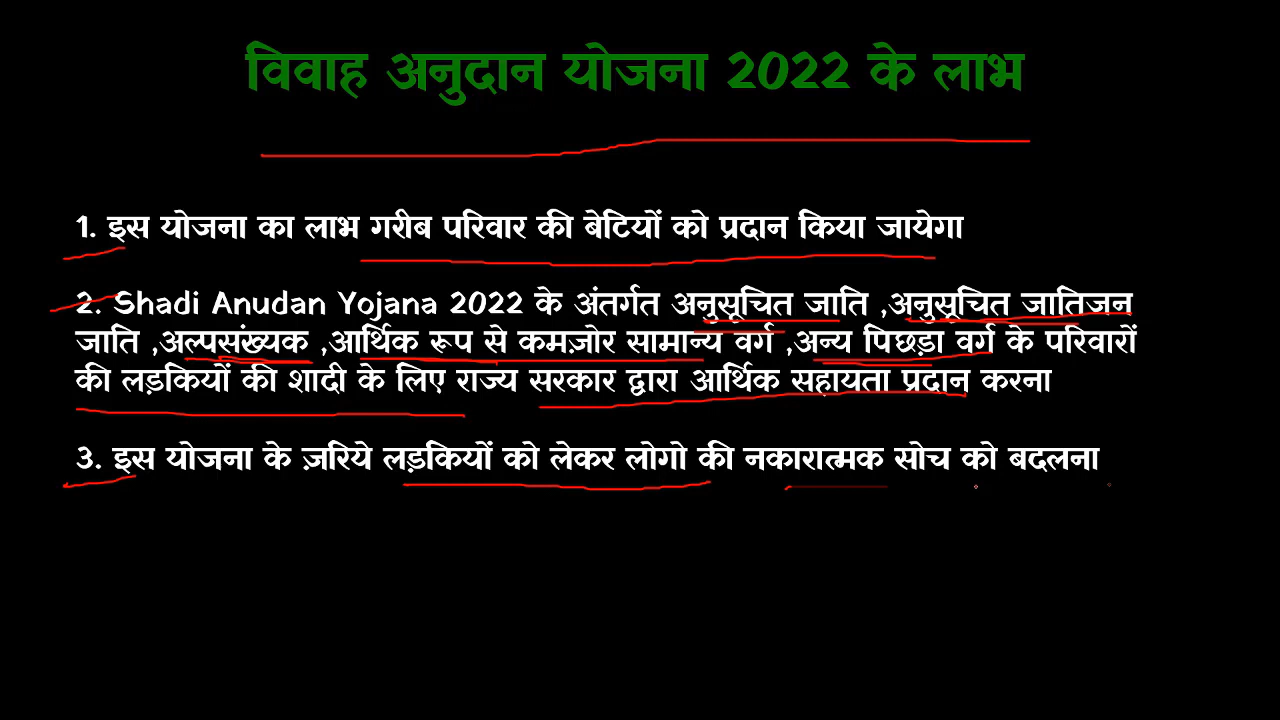 विवाह अनुदान योजना 2022 के लाभ
1. इस योजना का लाभ गरीब परिवार की बेटियों को प्रदान किया जायेगा
2. Shadi Anudan Yojana 2022 के अंतर्गत अनुसूचित जाति ,अनुसूचित जातिजन
जाति ,अल्पसंख्यक ,आर्थिक रूप से कमज़ोर सामान्य वर्ग ,अन्य पिछड़ा वर्ग के परिवारों
की लड़कियों की शादी के लिए राज्य सरकार द्वारा आर्थिक सहायता प्रदान करना
3. इस योजना के ज़रिये लड़कियों को लेकर लोगो की नकारात्मक सोच को बदलना